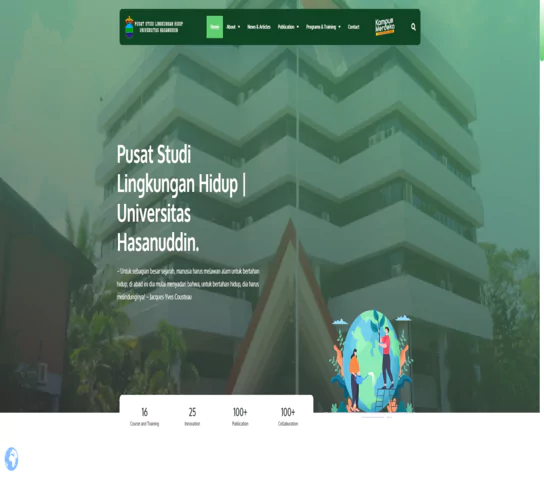 PUSAT STUDI LINGKUNGAN HIDUP
UNIVERSITAS HASANUDDIN
Home
About
News & Articles
Publication
Programs & Training
Contact
Kampus
Merdeka
Pusat Studi
Lingkungan Hidup |
Universitas
Hasanuddin.
~ Untuk sebagian besar sejarah, manusia harus melawan alam untuk bertahan
hidup; di abad ini dia mulai menyadari bahwa, untuk bertahan hidup, dia harus
melindunginya! ~ Jacques-Yves Cousteau
16
Course and Training
25
Innovation
100+
Publication
100+
Collaboration